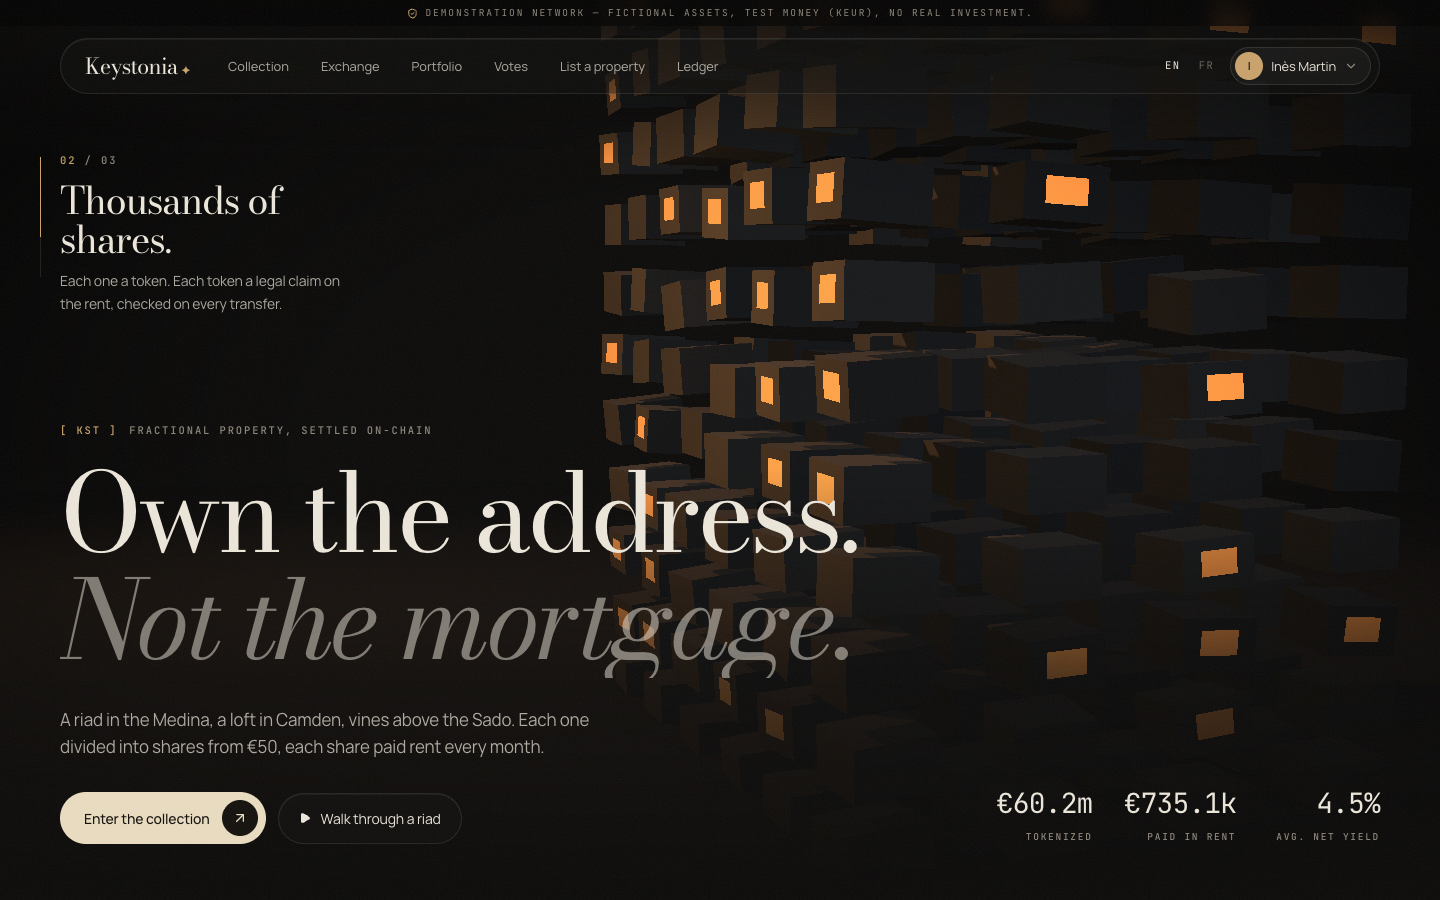 DEMONSTRATION NETWORK — FICTIONAL ASSETS, TEST MONEY (KEUR), NO REAL INVESTMENT.
Keystonia
Collection
Exchange
Portfolio
Votes
List a property
Ledger
EN
FR
I
Inès Martin
02 / 03
Thousands of
shares.
Each one a token. Each token a legal claim on
the rent, checked on every transfer.
[ KST ] FRACTIONAL PROPERTY, SETTLED ON-CHAIN
Own the address.
Not the mortgage.
A riad in the Medina, a loft in Camden, vines above the Sado. Each one
divided into shares from €50, each share paid rent every month.
Enter the collection
Walk through a riad
€60.2m
TOKENIZED
€735.1k
PAID IN RENT
4.5%
AVG. NET YIELD